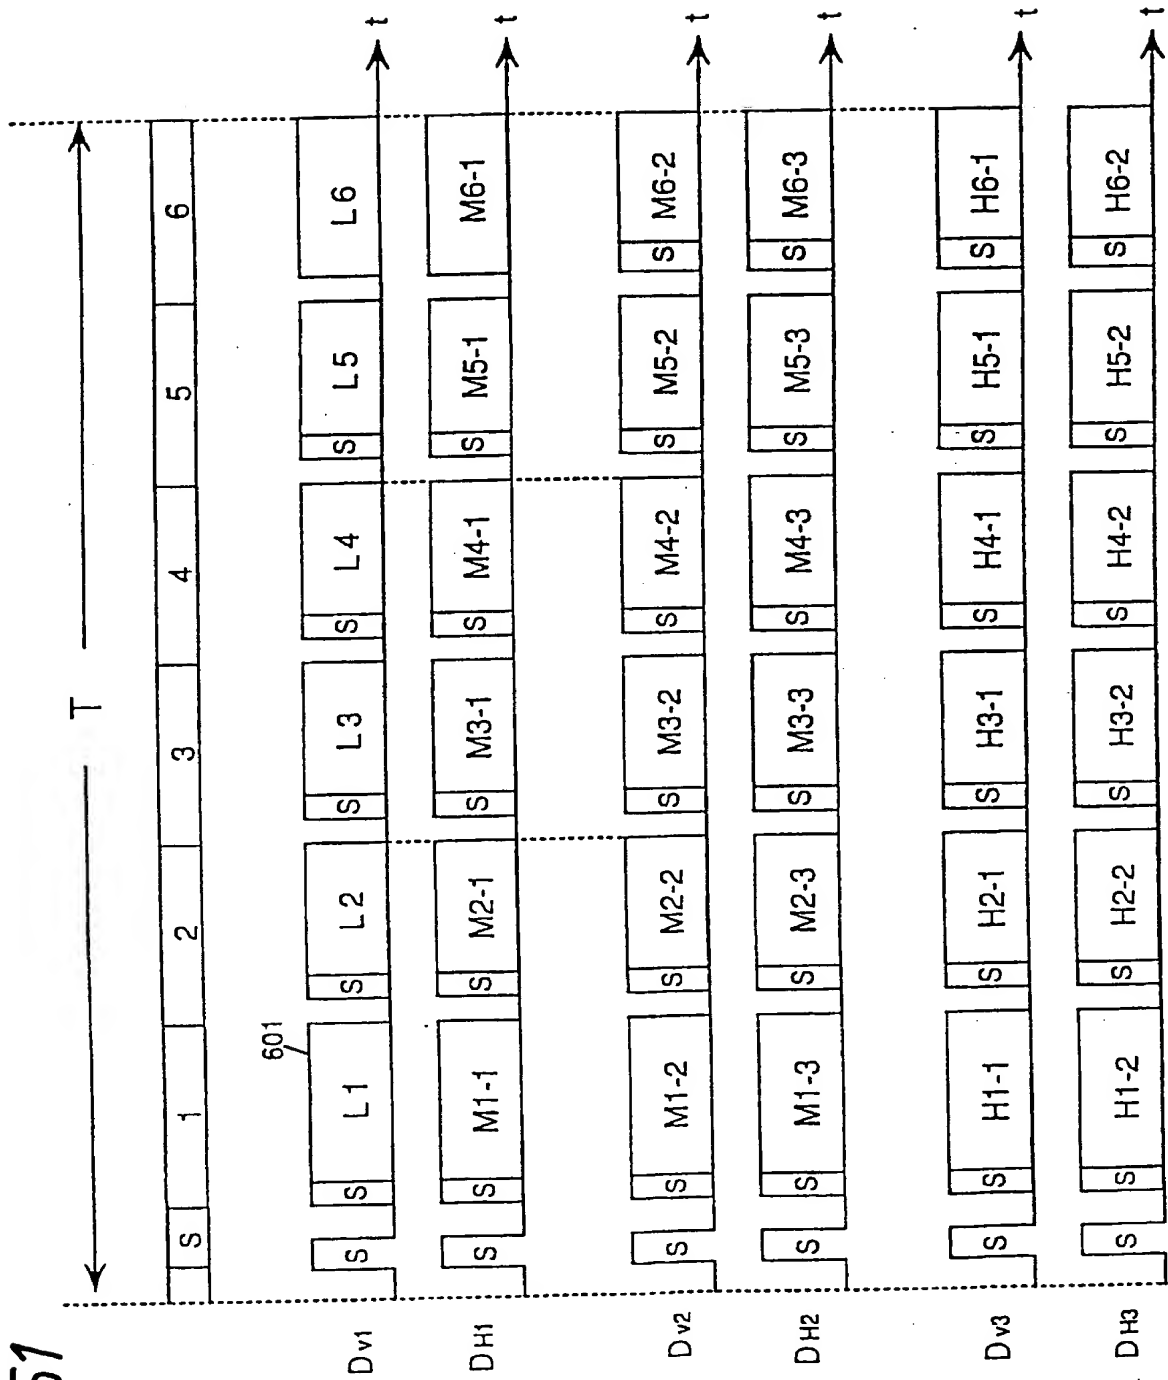 51
T
S 1 2 3 4 5 6
601
Dv1 S S L1 S L2 S L3 S L4 S L5 L6 t
DH1 S S M1-1 S M2-1 S M3-1 S M4-1 S M5-1 M6-1 t
Dv2 S S M1-2 S M2-2 S M3-2 S M4-2 S M5-2 S M6-2 t
DH2 S S M1-3 S M2-3 S M3-3 S M4-3 S M5-3 S M6-3 t
Dv3 S S H1-1 S H2-1 S H3-1 S H4-1 S H5-1 S H6-1 t
DH3 S S H1-2 S H2-2 S H3-2 S H4-2 S H5-2 S H6-2 t